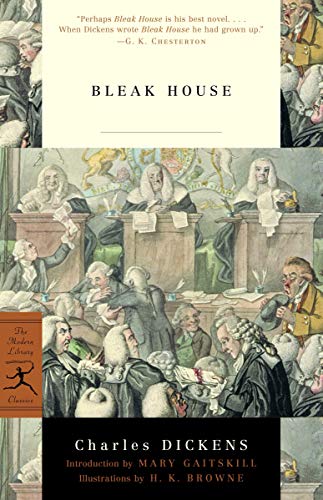 "Perhaps Bleak House is his best novel. . . .
When Dickens wrote Bleak House he had grown up."
—G. K. CHESTERTON
BLEAK HOUSE
The Modern
Library
Classics
Charles DICKENS
Introduction by MARY GAITSKILL
Illustrations by H. K. BROWNE